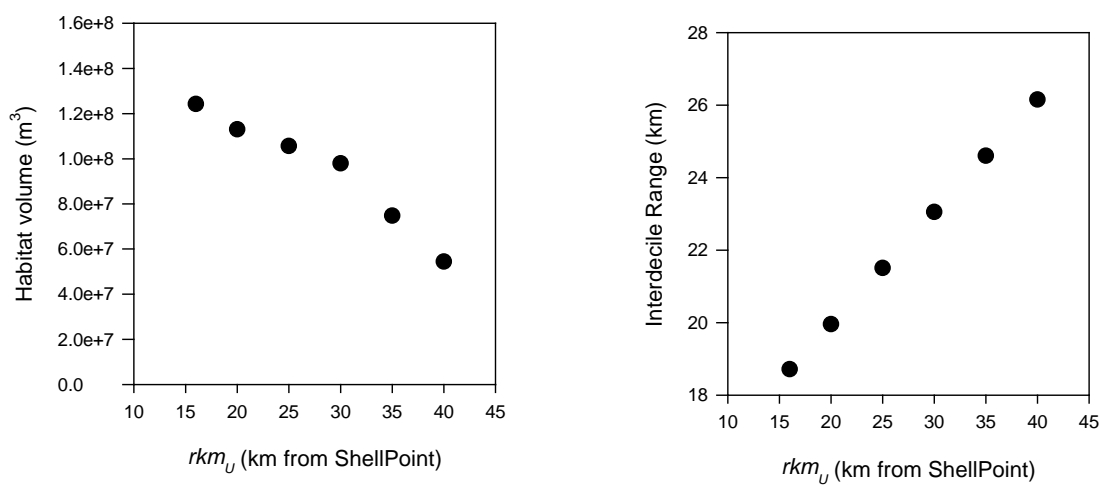 1.6e+8
1.4e+8
1.2e+8
1.0e+8
8.0e+7
6.0e+7
4.0e+7
2.0e+7
0.0
Habitat volume (m³)
10 15 20 25 30 35 40 45
rkm_U (km from ShellPoint)
28
26
24
22
20
18
Interdecile Range (km)
10 15 20 25 30 35 40 45
rkm_U (km from ShellPoint)